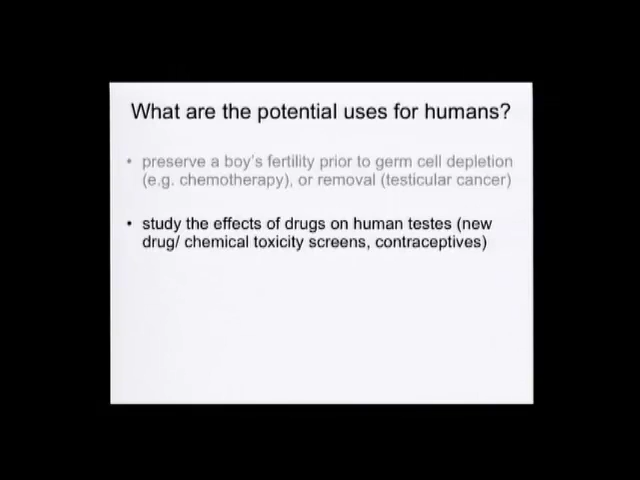 What are the potential uses for humans?
• preserve a boy's fertility prior to germ cell depletion
(e.g. chemotherapy), or removal (testicular cancer)
• study the effects of drugs on human testes (new
drug/ chemical toxicity screens, contraceptives)